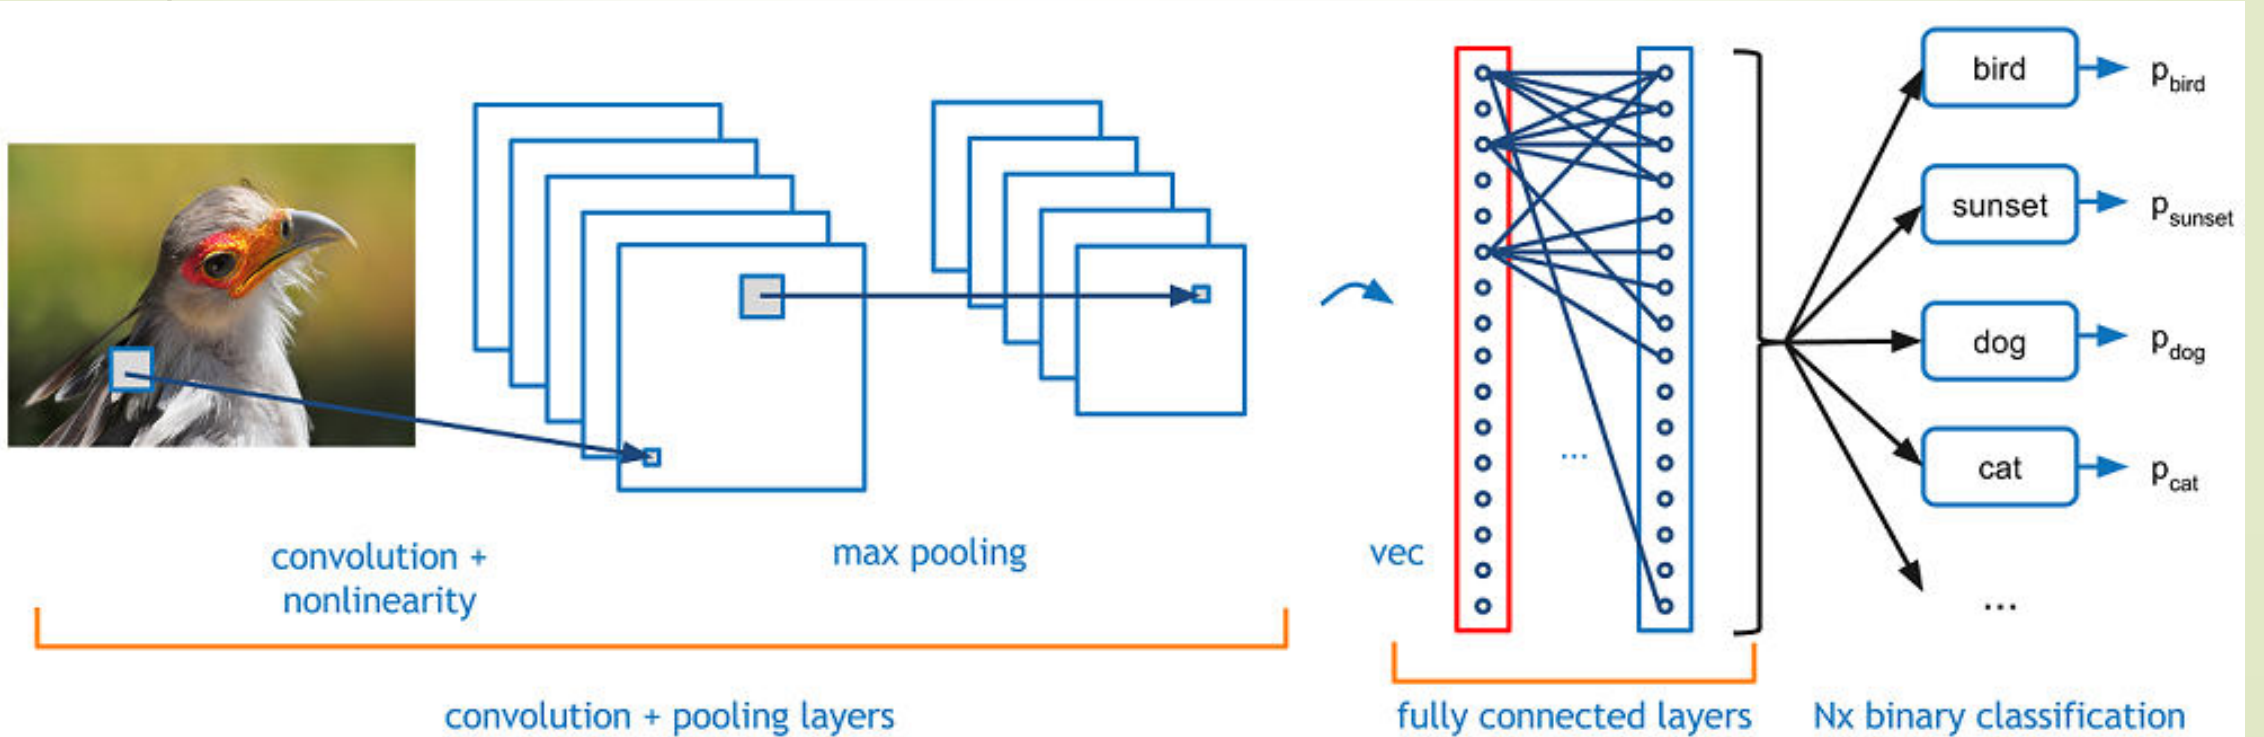 bird
p_bird
sunset
p_sunset
dog
p_dog
cat
p_cat
...
...
convolution +
nonlinearity
max pooling
vec
convolution + pooling layers
fully connected layers
Nx binary classification